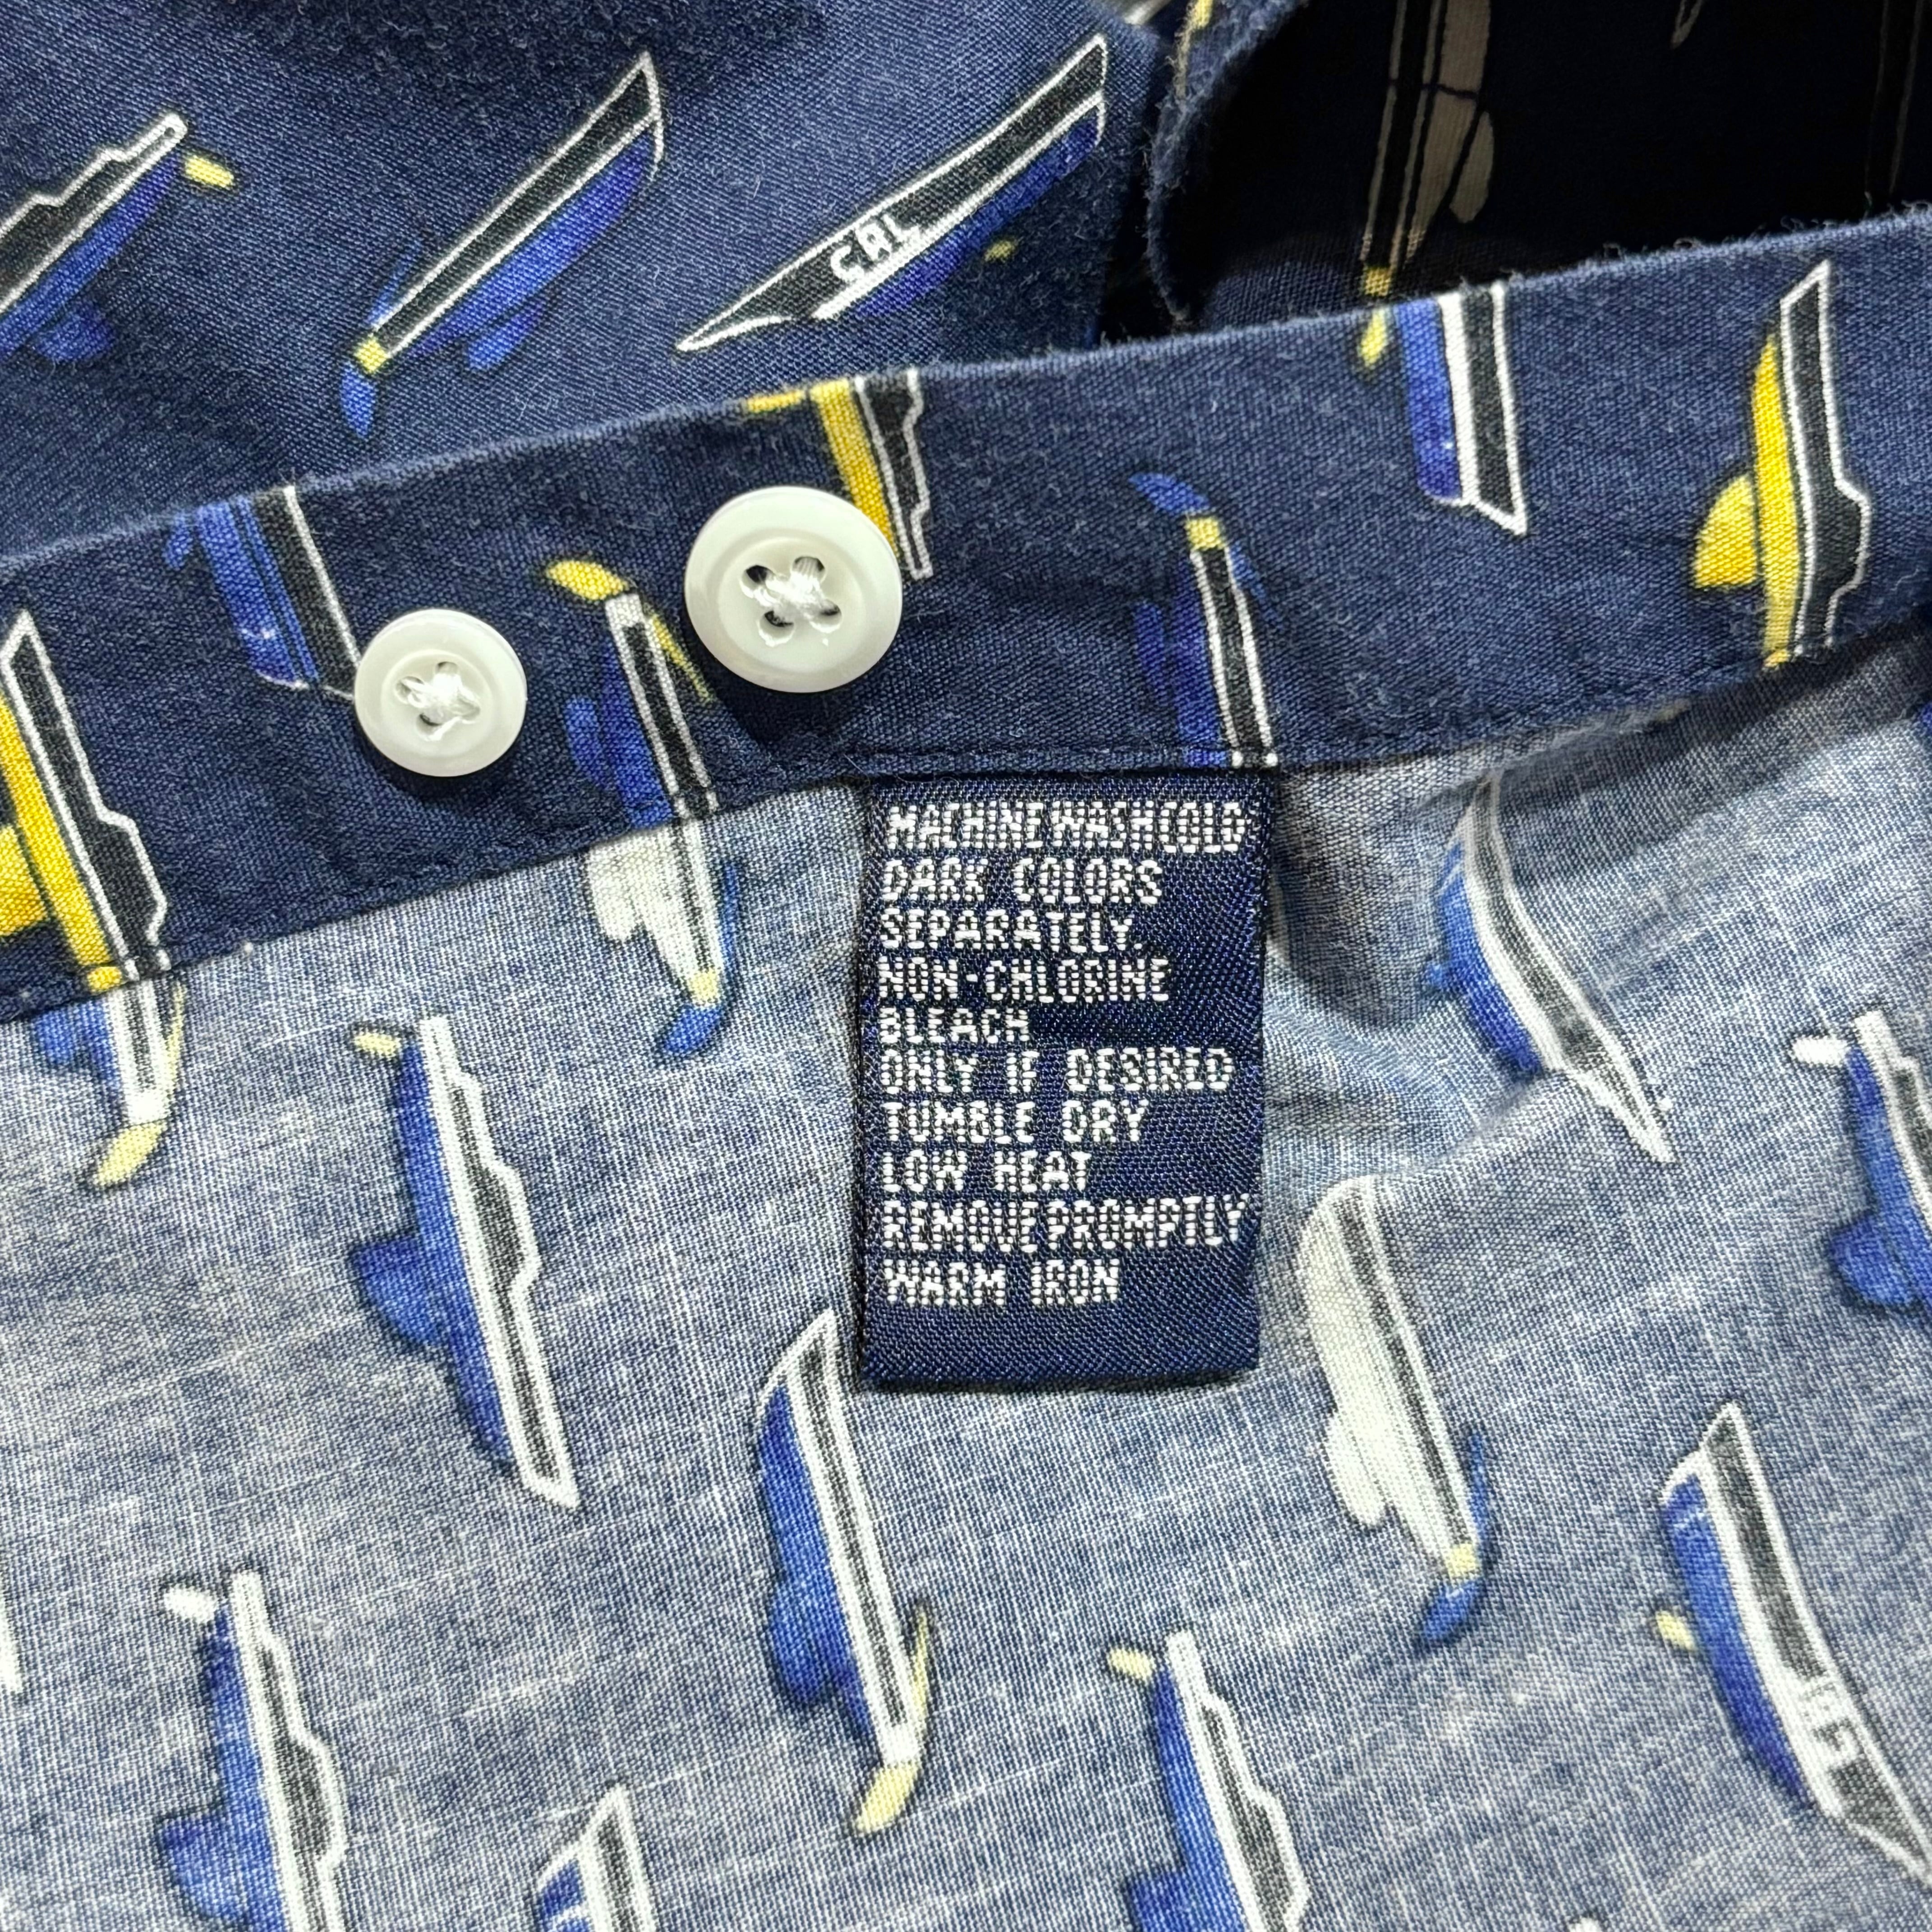 CAL
MACHINE WASH COLD
DARK COLORS
SEPARATELY,
NON-CHLORINE
BLEACH
ONLY IF DESIRED
TUMBLE DRY
LOW HEAT
REMOVE PROMPTLY
WARM IRON